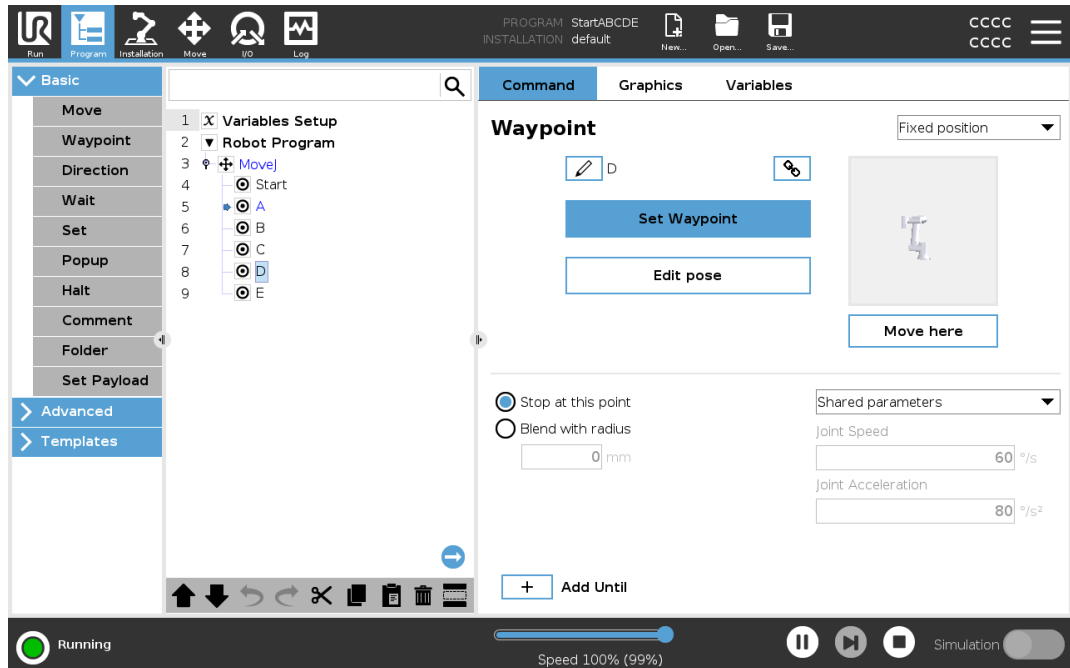 PROGRAM StartABCDE
INSTALLATION default
CCCC
CCCC
UR
Run
Program
Installation
Move
I/O
Log
New...
Open...
Save...
Basic
Move
Waypoint
Direction
Wait
Set
Popup
Halt
Comment
Folder
Set Payload
Advanced
Templates
1 X Variables Setup
2 Robot Program
3 MoveJ
4 Start
5 A
6 B
7 C
8 D
9 E
Command Graphics Variables
Waypoint
Fixed position
D
Set Waypoint
Edit pose
Move here
Stop at this point
Blend with radius
0 mm
Shared parameters
Joint Speed
60 °/s
Joint Acceleration
80 °/s²
+ Add Until
Running
Speed 100% (99%)
Simulation